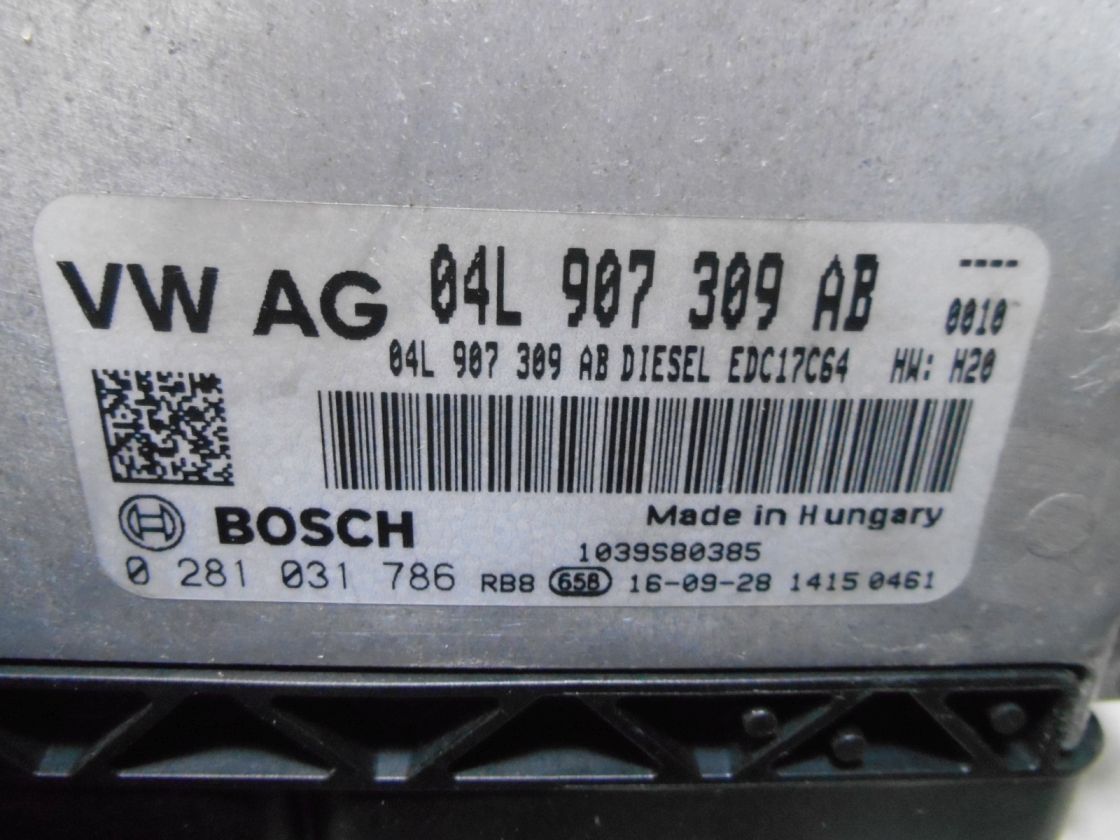 VW AG 04L 907 309 AB ----
0010
04L 907 309 AB DIESEL EDC17C64 HW: H20
BOSCH Made in Hungary
1039S80385
0 281 031 786 RB8 658 16-09-28 1415 0461